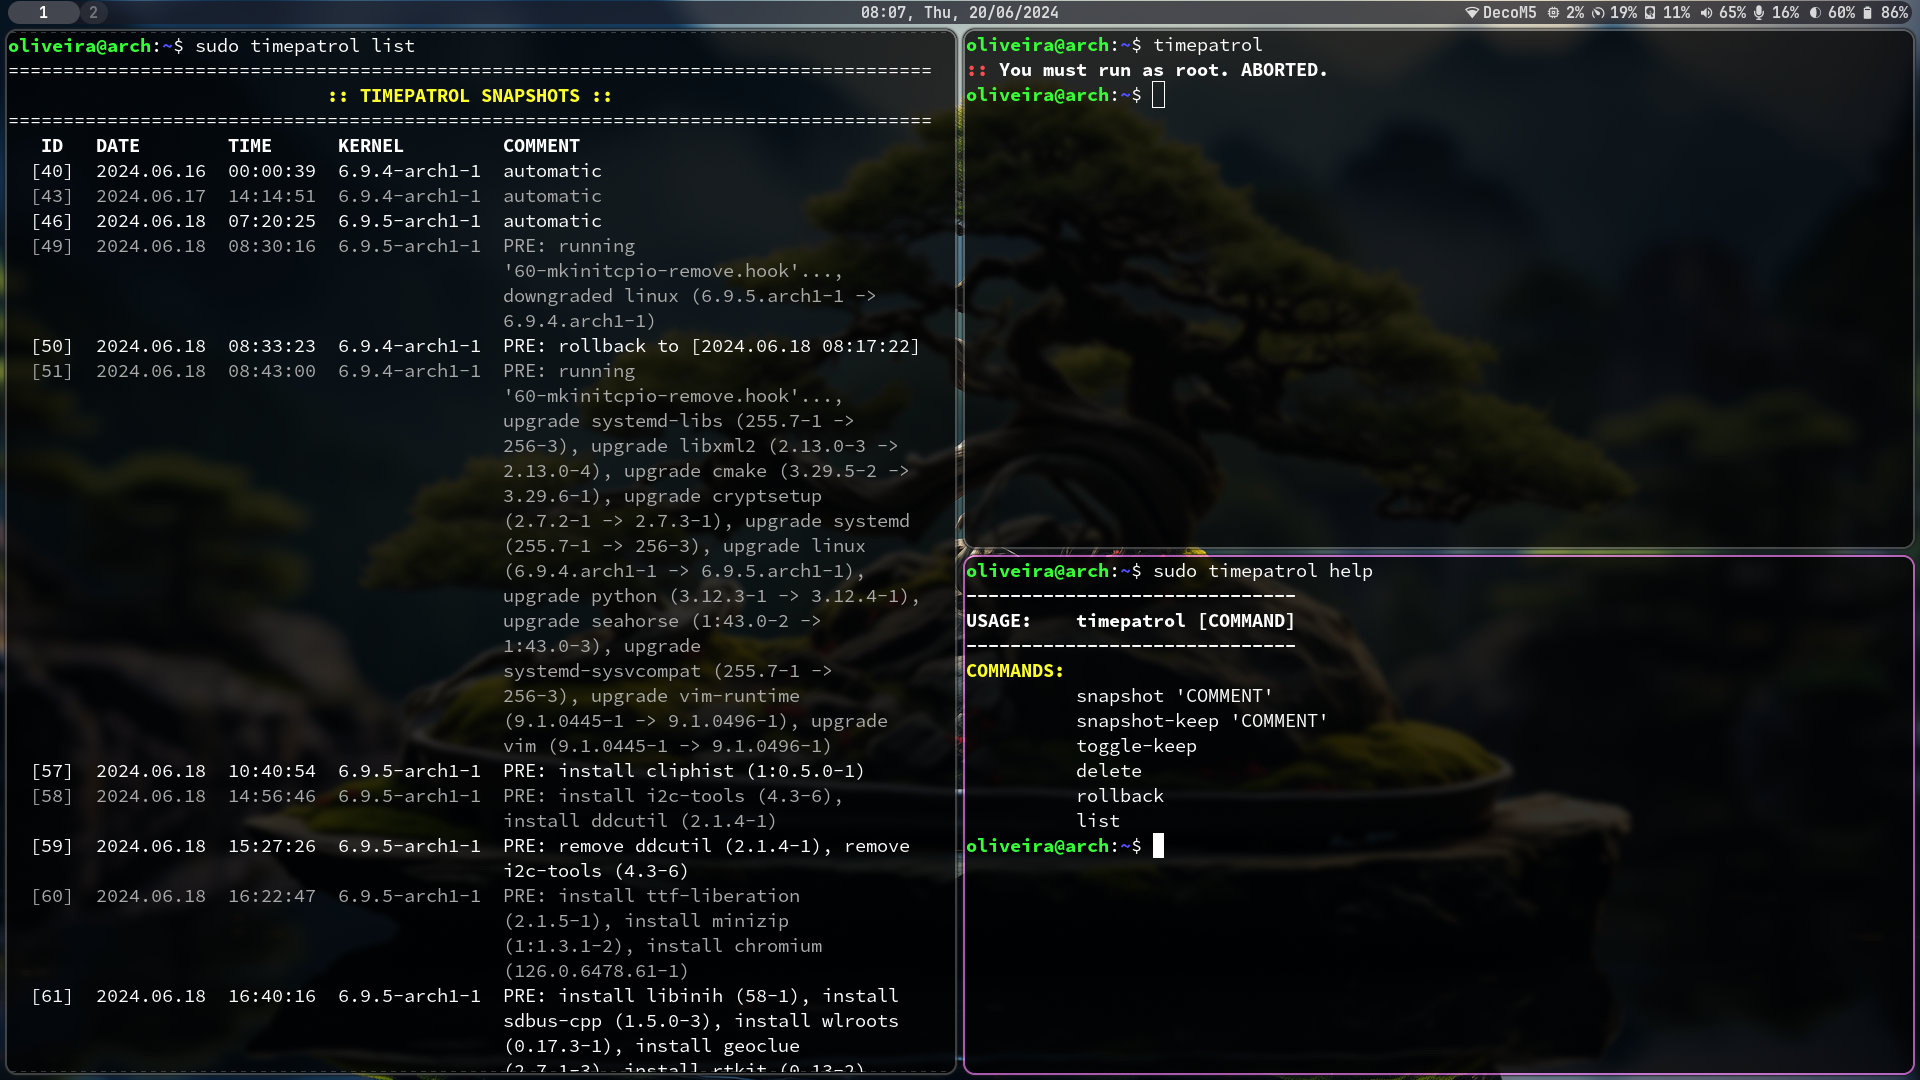 1 2 08:07, Thu, 20/06/2024 DecoM5 2% 19% 11% 65% 16% 60% 86%
oliveira@arch:~$ sudo timepatrol list
====================================================================================
:: TIMEPATROL SNAPSHOTS ::
====================================================================================
ID DATE TIME KERNEL COMMENT
[40] 2024.06.16 00:00:39 6.9.4-arch1-1 automatic
[43] 2024.06.17 14:14:51 6.9.4-arch1-1 automatic
[46] 2024.06.18 07:20:25 6.9.5-arch1-1 automatic
[49] 2024.06.18 08:30:16 6.9.5-arch1-1 PRE: running
'60-mkinitcpio-remove.hook'...,
downgraded linux (6.9.5.arch1-1 ->
6.9.4.arch1-1)
[50] 2024.06.18 08:33:23 6.9.4-arch1-1 PRE: rollback to [2024.06.18 08:17:22]
[51] 2024.06.18 08:43:00 6.9.4-arch1-1 PRE: running
'60-mkinitcpio-remove.hook'...,
upgrade systemd-libs (255.7-1 ->
256-3), upgrade libxml2 (2.13.0-3 ->
2.13.0-4), upgrade cmake (3.29.5-2 ->
3.29.6-1), upgrade cryptsetup
(2.7.2-1 -> 2.7.3-1), upgrade systemd
(255.7-1 -> 256-3), upgrade linux
(6.9.4.arch1-1 -> 6.9.5.arch1-1),
upgrade python (3.12.3-1 -> 3.12.4-1),
upgrade seahorse (1:43.0-2 ->
1:43.0-3), upgrade
systemd-sysvcompat (255.7-1 ->
256-3), upgrade vim-runtime
(9.1.0445-1 -> 9.1.0496-1), upgrade
vim (9.1.0445-1 -> 9.1.0496-1)
[57] 2024.06.18 10:40:54 6.9.5-arch1-1 PRE: install cliphist (1:0.5.0-1)
[58] 2024.06.18 14:56:46 6.9.5-arch1-1 PRE: install i2c-tools (4.3-6),
install ddcutil (2.1.4-1)
[59] 2024.06.18 15:27:26 6.9.5-arch1-1 PRE: remove ddcutil (2.1.4-1), remove
i2c-tools (4.3-6)
[60] 2024.06.18 16:22:47 6.9.5-arch1-1 PRE: install ttf-liberation
(2.1.5-1), install minizip
(1:1.3.1-2), install chromium
(126.0.6478.61-1)
[61] 2024.06.18 16:40:16 6.9.5-arch1-1 PRE: install libinih (58-1), install
sdbus-cpp (1.5.0-3), install wlroots
(0.17.3-1), install geoclue
(2.7.1-3), install rtkit (0.13-2)
oliveira@arch:~$ timepatrol
:: You must run as root. ABORTED.
oliveira@arch:~$
oliveira@arch:~$ sudo timepatrol help
------------------------------
USAGE: timepatrol [COMMAND]
------------------------------
COMMANDS:
snapshot 'COMMENT'
snapshot-keep 'COMMENT'
toggle-keep
delete
rollback
list
oliveira@arch:~$